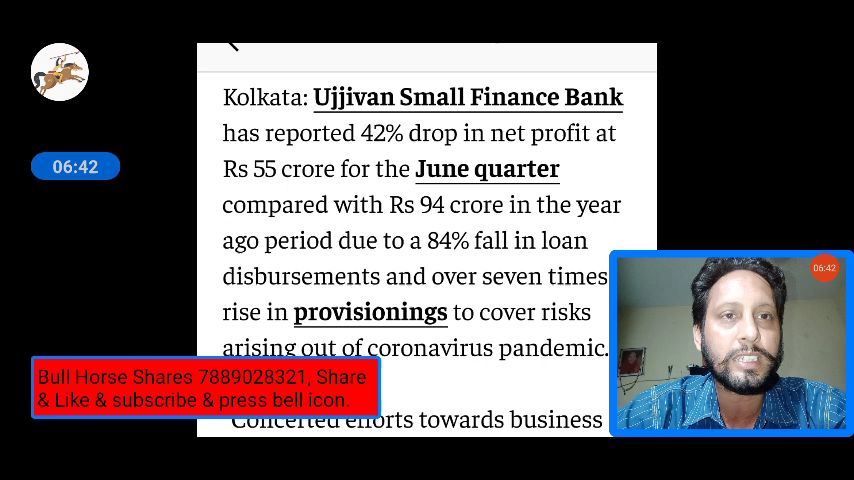 06:42
Kolkata: Ujjivan Small Finance Bank
has reported 42% drop in net profit at
Rs 55 crore for the June quarter
compared with Rs 94 crore in the year
ago period due to a 84% fall in loan
disbursements and over seven times
rise in provisionings to cover risks
arising out of coronavirus pandemic.
Concerted efforts towards business
Bull Horse Shares 7889028321, Share
& Like & subscribe & press bell icon.
06:42